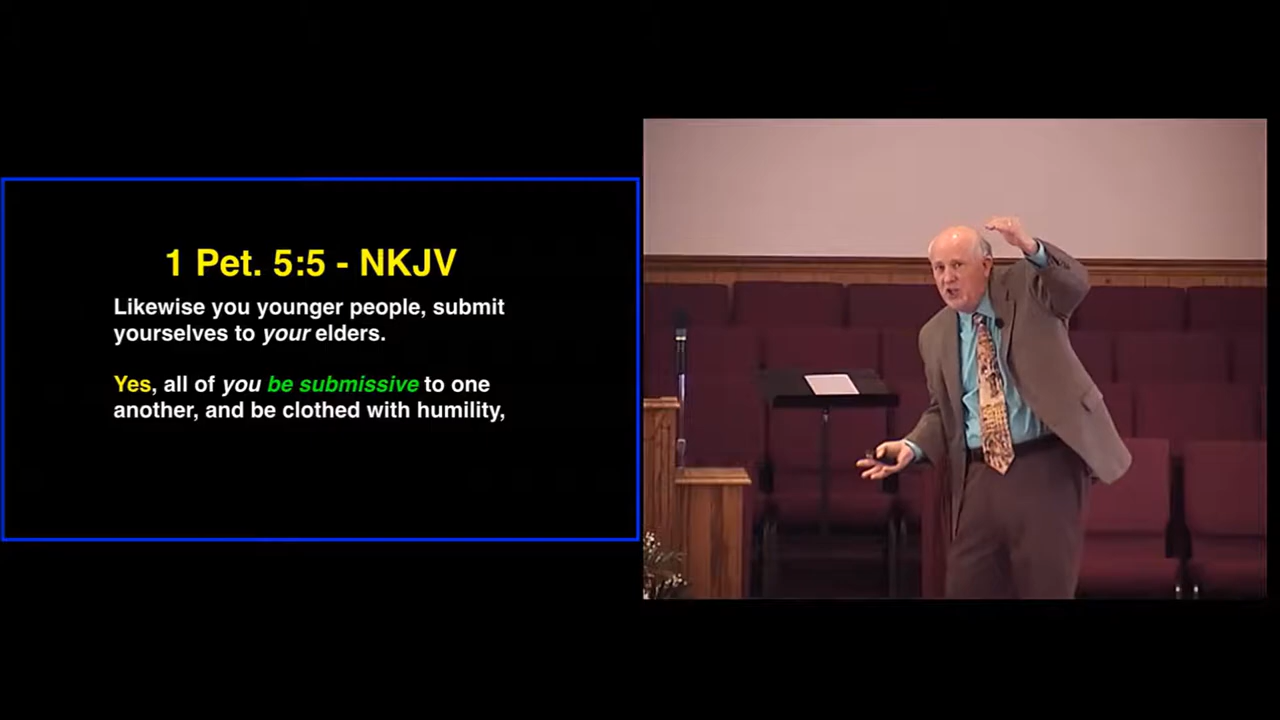 1 Pet. 5:5 - NKJV
Likewise you younger people, submit
yourselves to your elders.
Yes, all of you be submissive to one
another, and be clothed with humility,